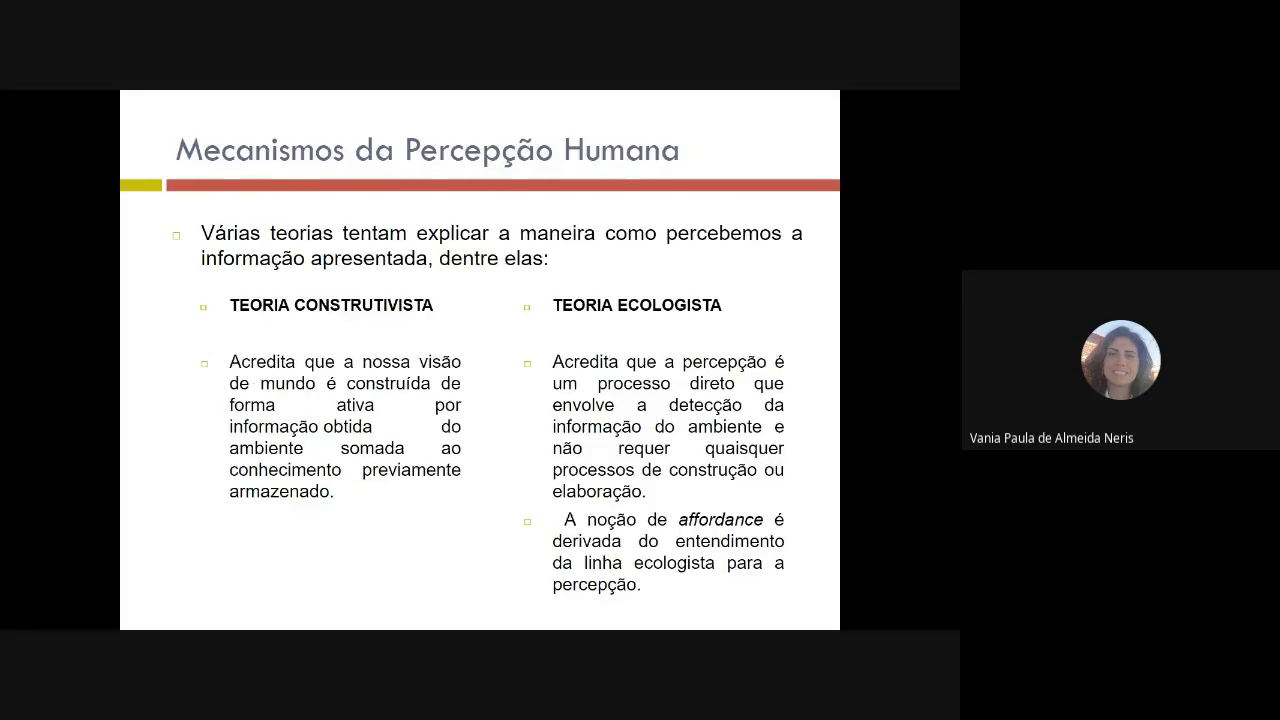 Mecanismos da Percepção Humana
Várias teorias tentam explicar a maneira como percebemos a
informação apresentada, dentre elas:
TEORIA CONSTRUTIVISTA
Acredita que a nossa visão
de mundo é construída de
forma ativa por
informação obtida do
ambiente somada ao
conhecimento previamente
armazenado.
TEORIA ECOLOGISTA
Acredita que a percepção é
um processo direto que
envolve a detecção da
informação do ambiente e
não requer quaisquer
processos de construção ou
elaboração.
A noção de affordance é
derivada do entendimento
da linha ecologista para a
percepção.
Vania Paula de Almeida Neris